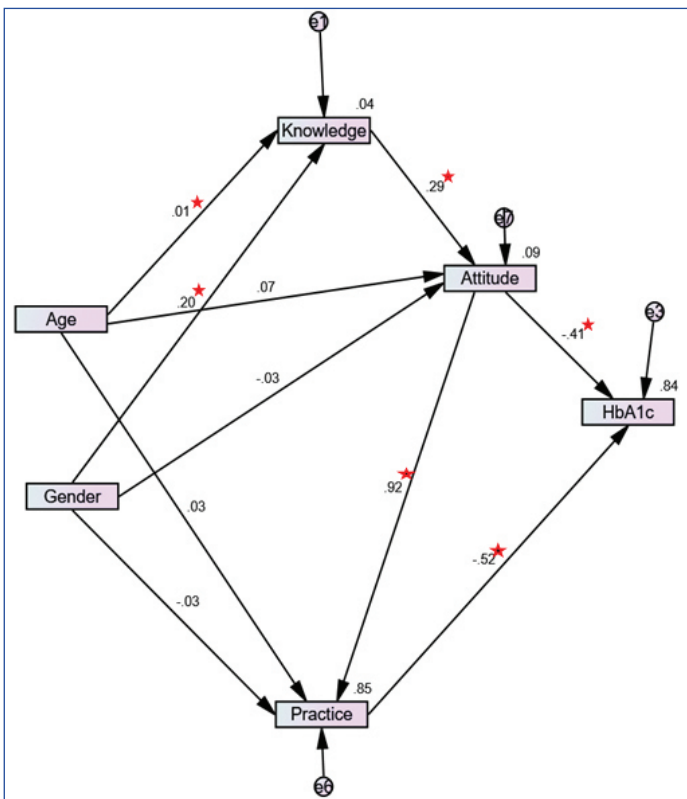 e1
.04
Knowledge
.01
.29
e7
.09
Attitude
.20
.07
Age
-.41
e3
.84
HbA1c
-.03
Gender
.92
.03
-.52
-.03
.85
Practice
e6